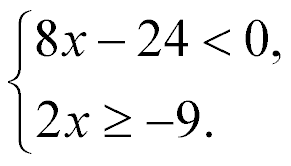 8x − 24 < 0,
2x ≥ −9.